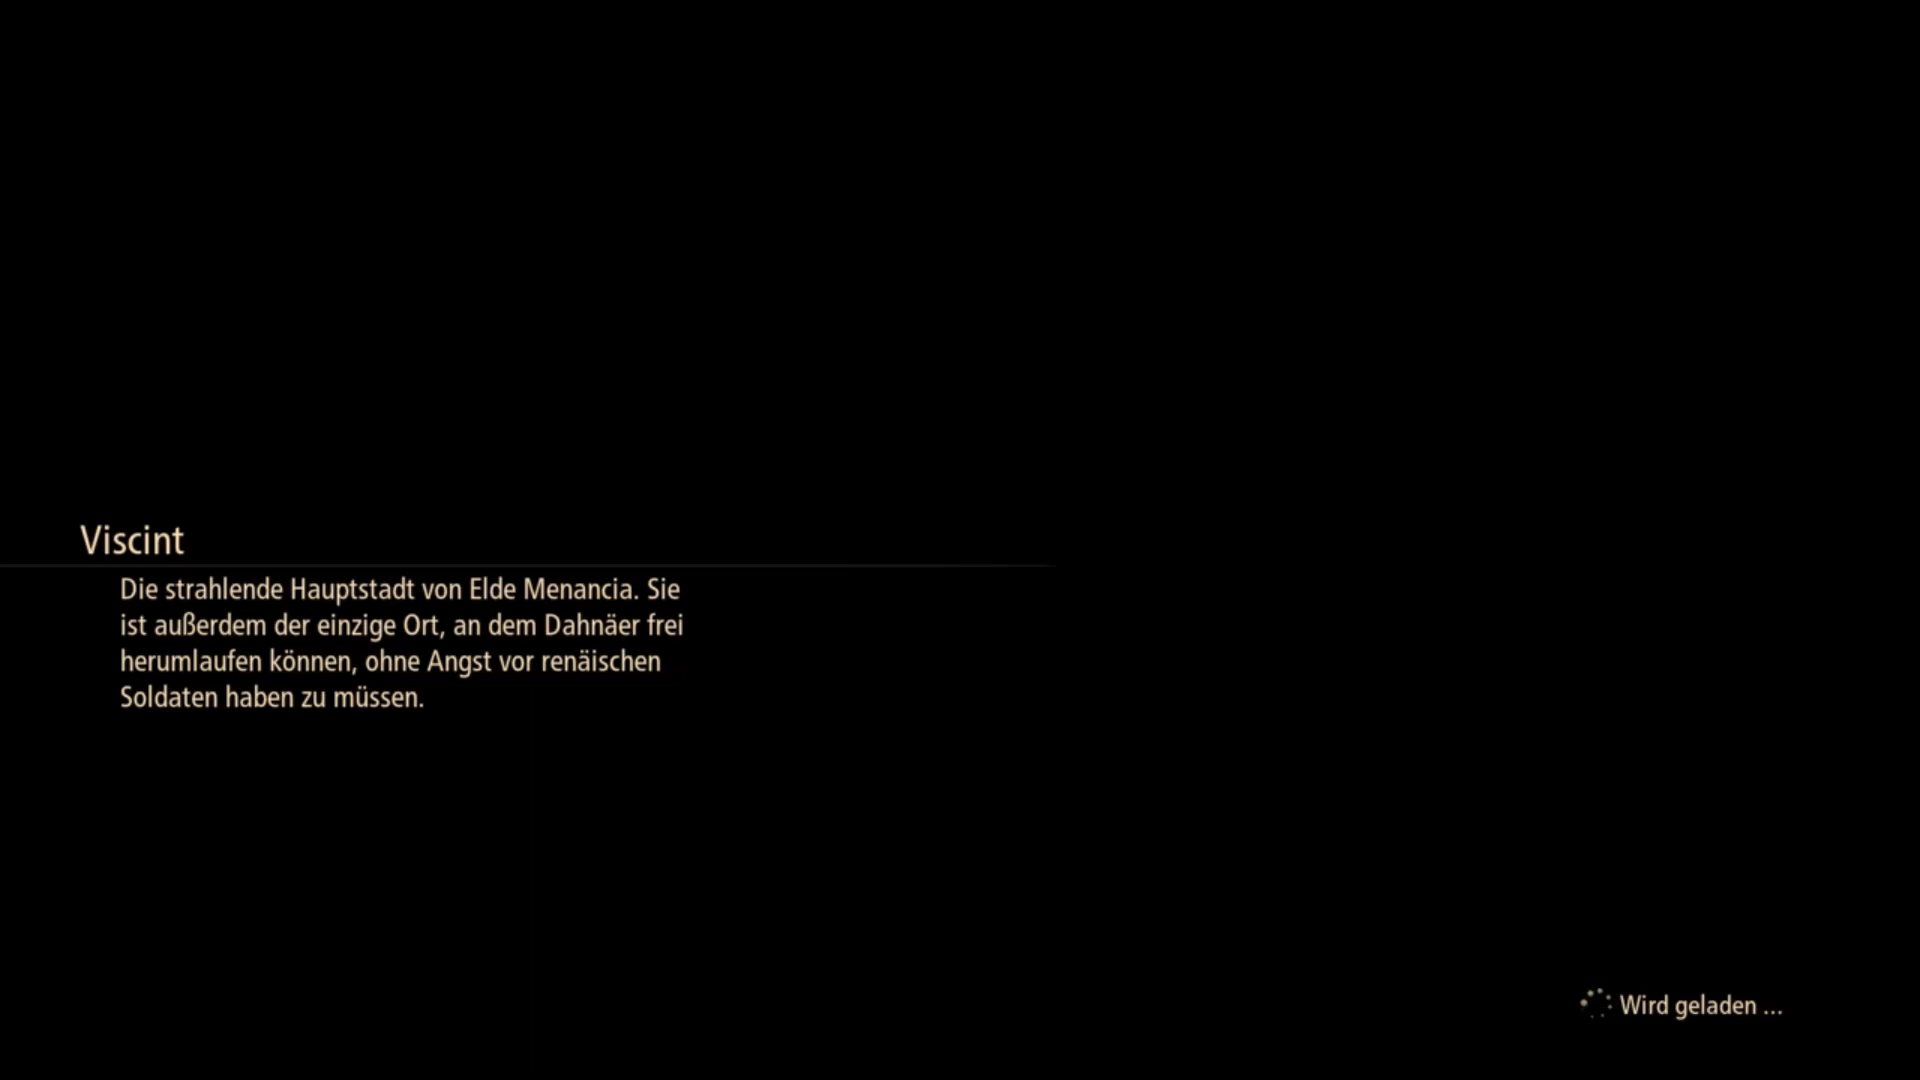 Viscint
Die strahlende Hauptstadt von Elde Menancia. Sie
ist außerdem der einzige Ort, an dem Dahnäer frei
herumlaufen können, ohne Angst vor renäischen
Soldaten haben zu müssen.
Wird geladen ...